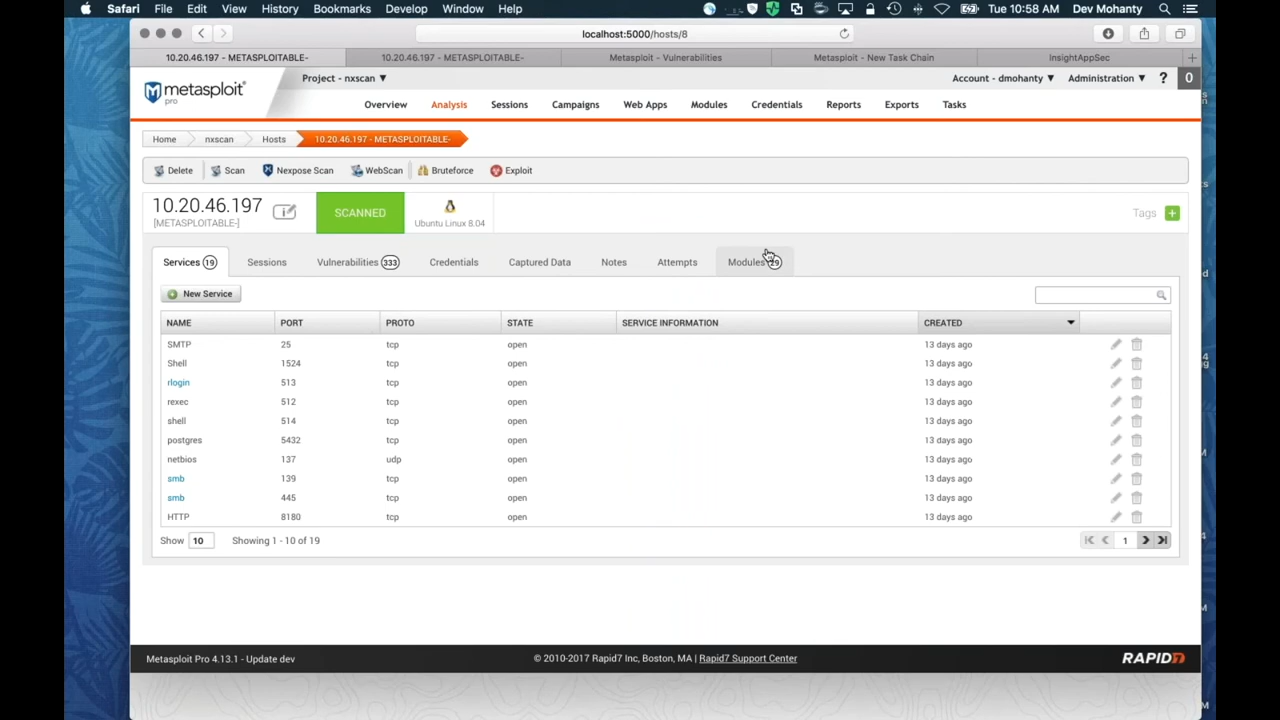 Safari File Edit View History Bookmarks Develop Window Help Tue 10:58 AM Dev Mohanty
localhost:5000/hosts/8
10.20.46.197 - METASPLOITABLE- 10.20.46.197 - METASPLOITABLE- Metasploit - Vulnerabilities Metasploit - New Task Chain InsightAppSec
metasploit pro Project - nxscan ▼ Account - dmohanty ▼ Administration ▼ ? 0
Overview Analysis Sessions Campaigns Web Apps Modules Credentials Reports Exports Tasks
Home nxscan Hosts 10.20.46.197 - METASPLOITABLE-
Delete Scan Nexpose Scan WebScan Bruteforce Exploit
10.20.46.197 SCANNED Tags
[METASPLOITABLE-] Ubuntu Linux 8.04
Services 19 Sessions Vulnerabilities 333 Credentials Captured Data Notes Attempts Modules
New Service
NAME PORT PROTO STATE SERVICE INFORMATION CREATED
SMTP 25 tcp open 13 days ago
Shell 1524 tcp open 13 days ago
rlogin 513 tcp open 13 days ago
rexec 512 tcp open 13 days ago
shell 514 tcp open 13 days ago
postgres 5432 tcp open 13 days ago
netbios 137 udp open 13 days ago
smb 139 tcp open 13 days ago
smb 445 tcp open 13 days ago
HTTP 8180 tcp open 13 days ago
Show 10 Showing 1 - 10 of 19 1
Metasploit Pro 4.13.1 - Update dev © 2010-2017 Rapid7 Inc, Boston, MA | Rapid7 Support Center RAPID7